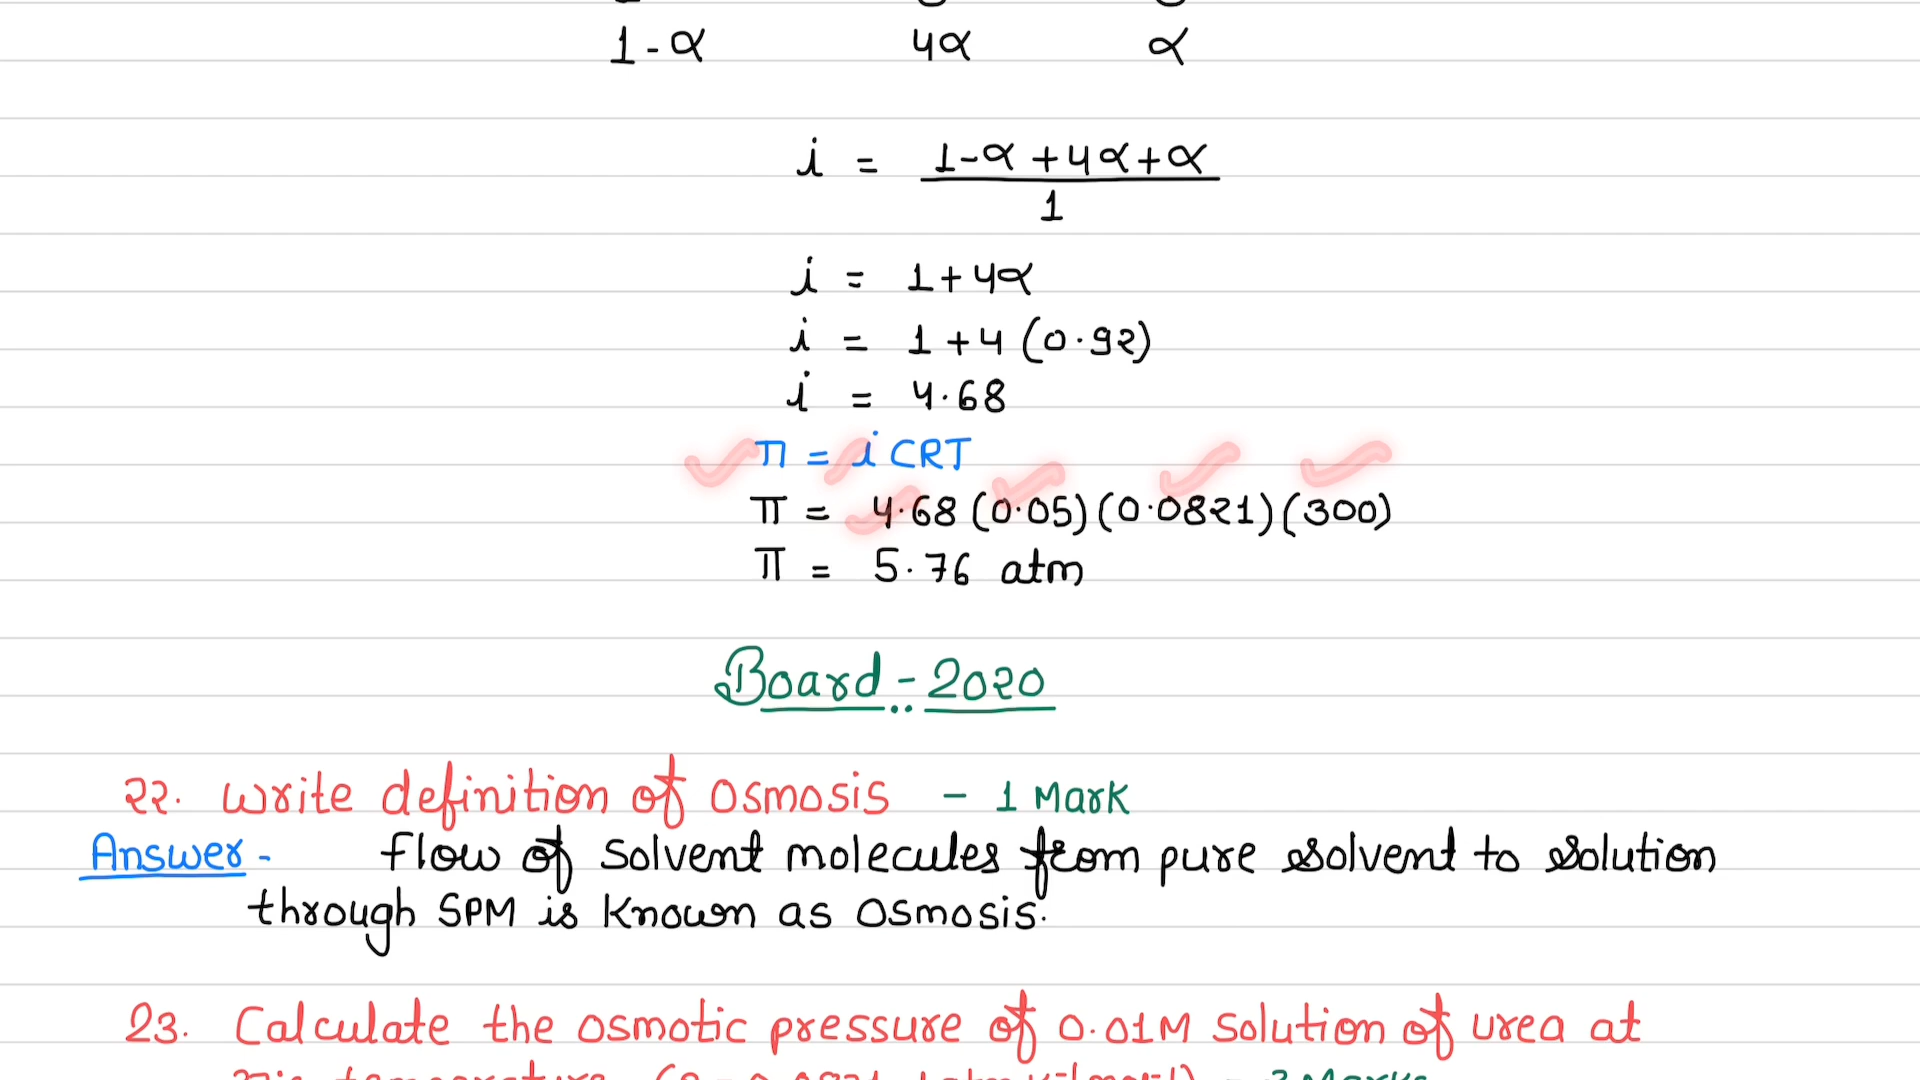 1-α 4α α
i = 1-α+4α+α
1
i = 1+4α
i = 1+4(0.92)
i = 4.68
π = iCRT
π = 4.68(0.05)(0.0821)(300)
π = 5.76 atm
Board-2020
22. Write definition of Osmosis - 1 Mark
Answer- flow of solvent molecules from pure solvent to solution
through SPM is Known as Osmosis.
23. Calculate the osmotic pressure of 0.01M solution of urea at